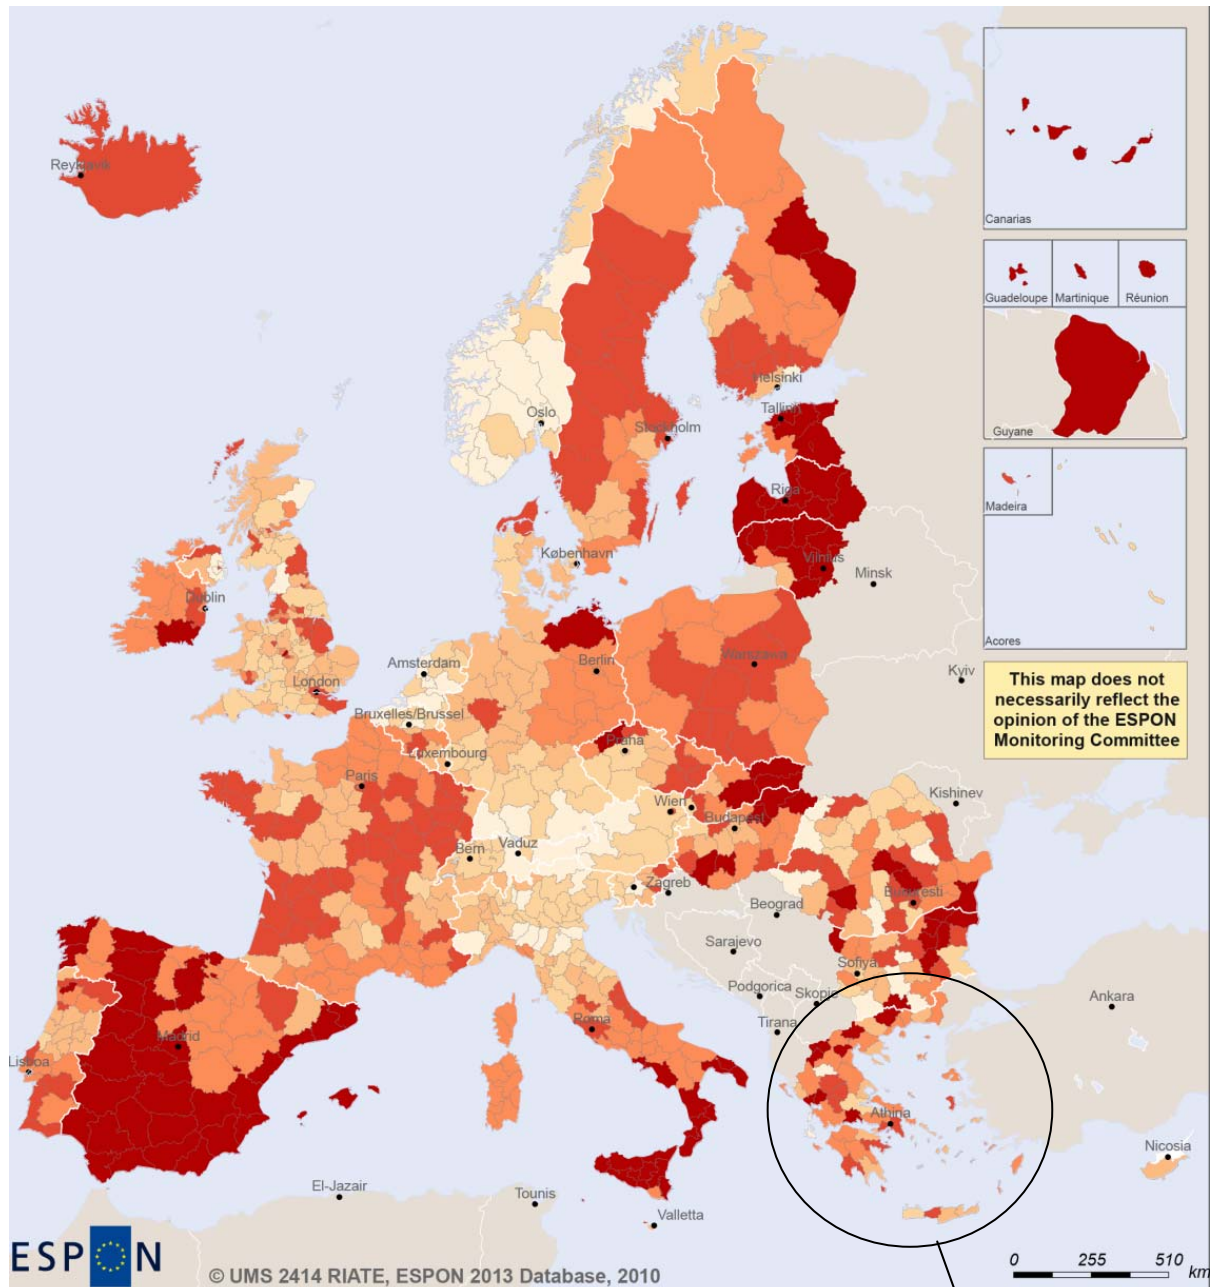 Reykjavik
Canarias
Guadeloupe
Martinique
Réunion
Guyane
Madeira
Acores
Helsinki
Tallinn
Oslo
Stockholm
Riga
København
Vilnius
Minsk
Dublin
Amsterdam
Berlin
Warszawa
Kyiv
London
Bruxelles/Brussel
This map does not
necessarily reflect the
opinion of the ESPON
Monitoring Committee
Luxembourg
Praha
Paris
Wien
Kishinev
Budapest
Bern
Vaduz
Zagreb
Bucuresti
Beograd
Sarajevo
Sofiya
Podgorica
Skopje
Ankara
Tirana
Roma
Madrid
Lisboa
Athina
Nicosia
El-Jazair
Tounis
Valletta
ESPON
© UMS 2414 RIATE, ESPON 2013 Database, 2010
0 255 510
km